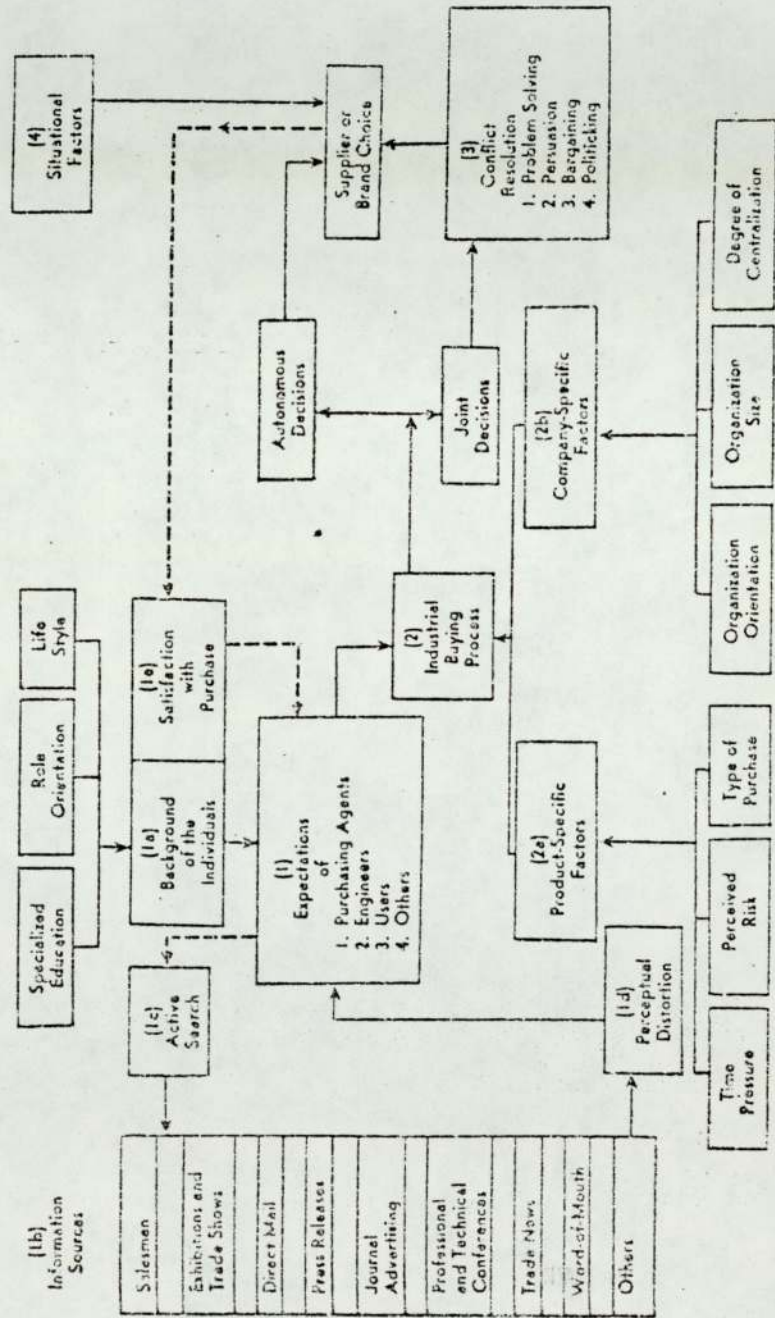 (1b)
Information
Sources
Salesmen
Exhibitions and
Trade Shows
Direct Mail
Press Releases
Journal
Advertising
Professional
and Technical
Conferences
Trade News
Word-of-Mouth
Others
Specialized
Education
Role
Orientation
Life
Style
(1c)
Active
Search
(1a)
Background
of the
Individuals
(1e)
Satisfaction
with
Purchase
(1)
Expectations
of
1. Purchasing Agents
2. Engineers
3. Users
4. Others
(1d)
Perceptual
Distortion
(2)
Industrial
Buying
Process
(2a)
Product-Specific
Factors
(2b)
Company-Specific
Factors
Time
Pressure
Perceived
Risk
Type of
Purchase
Organization
Orientation
Organization
Size
Degree of
Centralization
Autonomous
Decisions
Joint
Decisions
(4)
Situational
Factors
Supplier or
Brand Choice
(3)
Conflict
Resolution
1. Problem Solving
2. Persuasion
3. Bargaining
4. Politicking